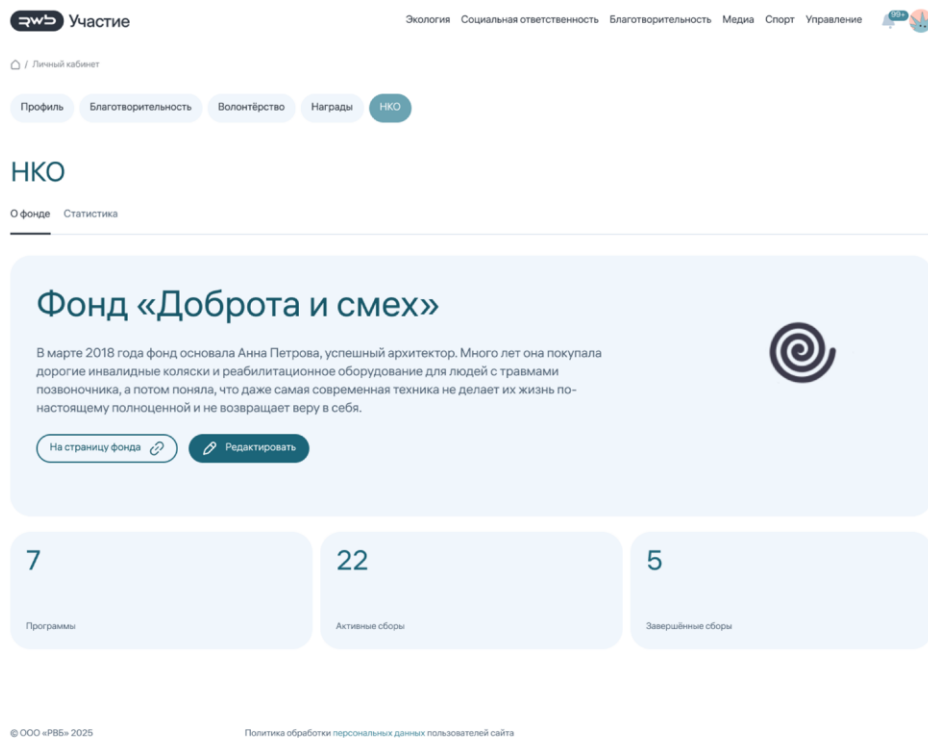 RWB Участие
Экология Социальная ответственность Благотворительность Медиа Спорт Управление 99+
/ Личный кабинет
Профиль Благотворительность Волонтёрство Награды НКО
НКО
О фонде Статистика
Фонд «Доброта и смех»
В марте 2018 года фонд основала Анна Петрова, успешный архитектор. Много лет она покупала
дорогие инвалидные коляски и реабилитационное оборудование для людей с травмами
позвоночника, а потом поняла, что даже самая современная техника не делает их жизнь по-
настоящему полноценной и не возвращает веру в себя.
На страницу фонда Редактировать
7 22 5
Программы Активные сборы Завершённые сборы
© ООО «РВБ» 2025 Политика обработки персональных данных пользователей сайта